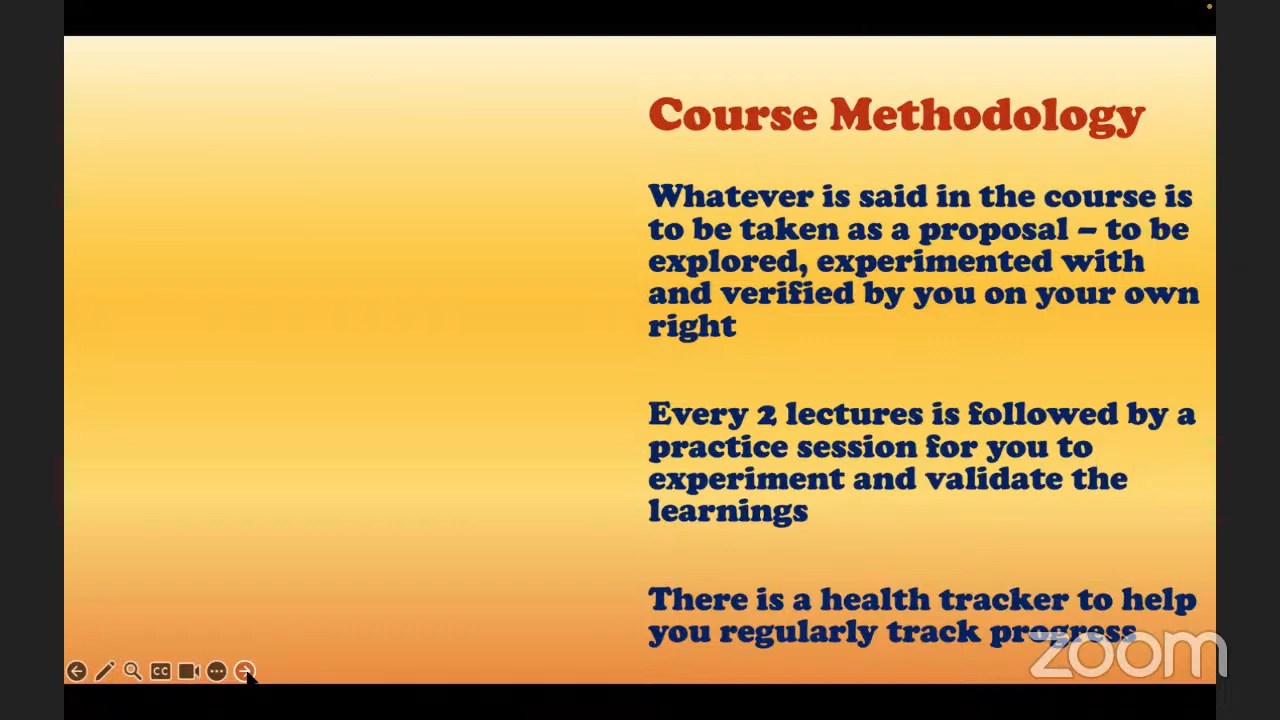 Course Methodology
Whatever is said in the course is
to be taken as a proposal – to be
explored, experimented with
and verified by you on your own
right
Every 2 lectures is followed by a
practice session for you to
experiment and validate the
learnings
There is a health tracker to help
you regularly track progress
zoom
CC